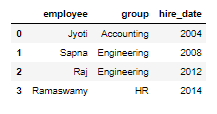 employee group hire_date
0 Jyoti Accounting 2004
1 Sapna Engineering 2008
2 Raj Engineering 2012
3 Ramaswamy HR 2014